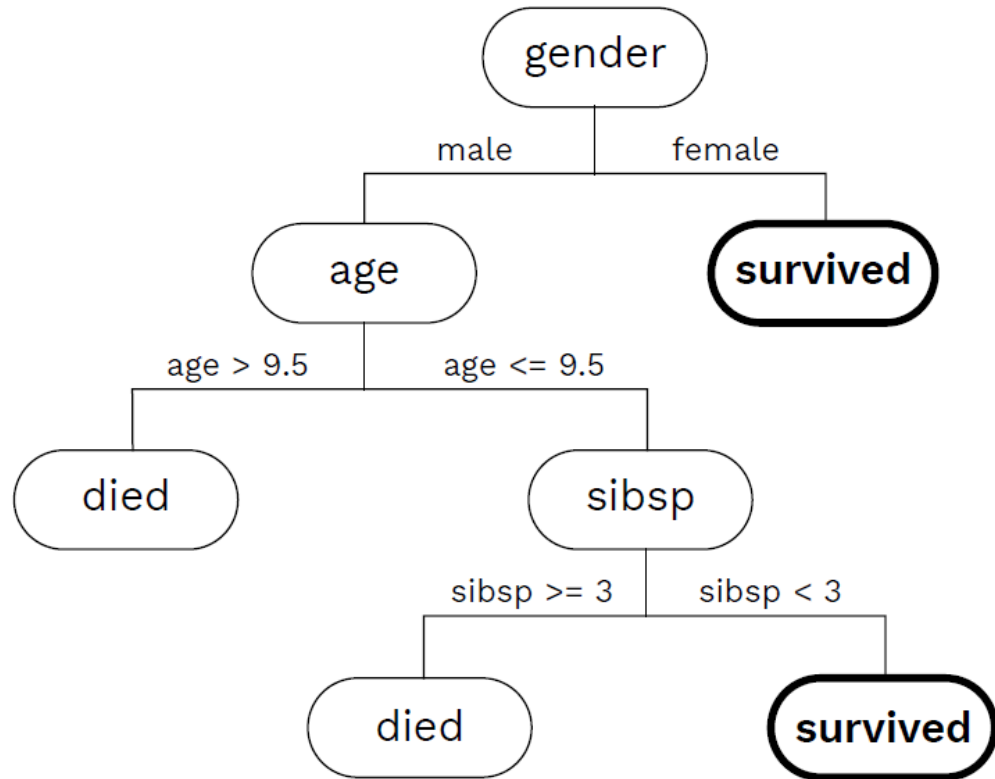 gender
male
female
age
survived
age > 9.5
age <= 9.5
died
sibsp
sibsp >= 3
sibsp < 3
died
survived